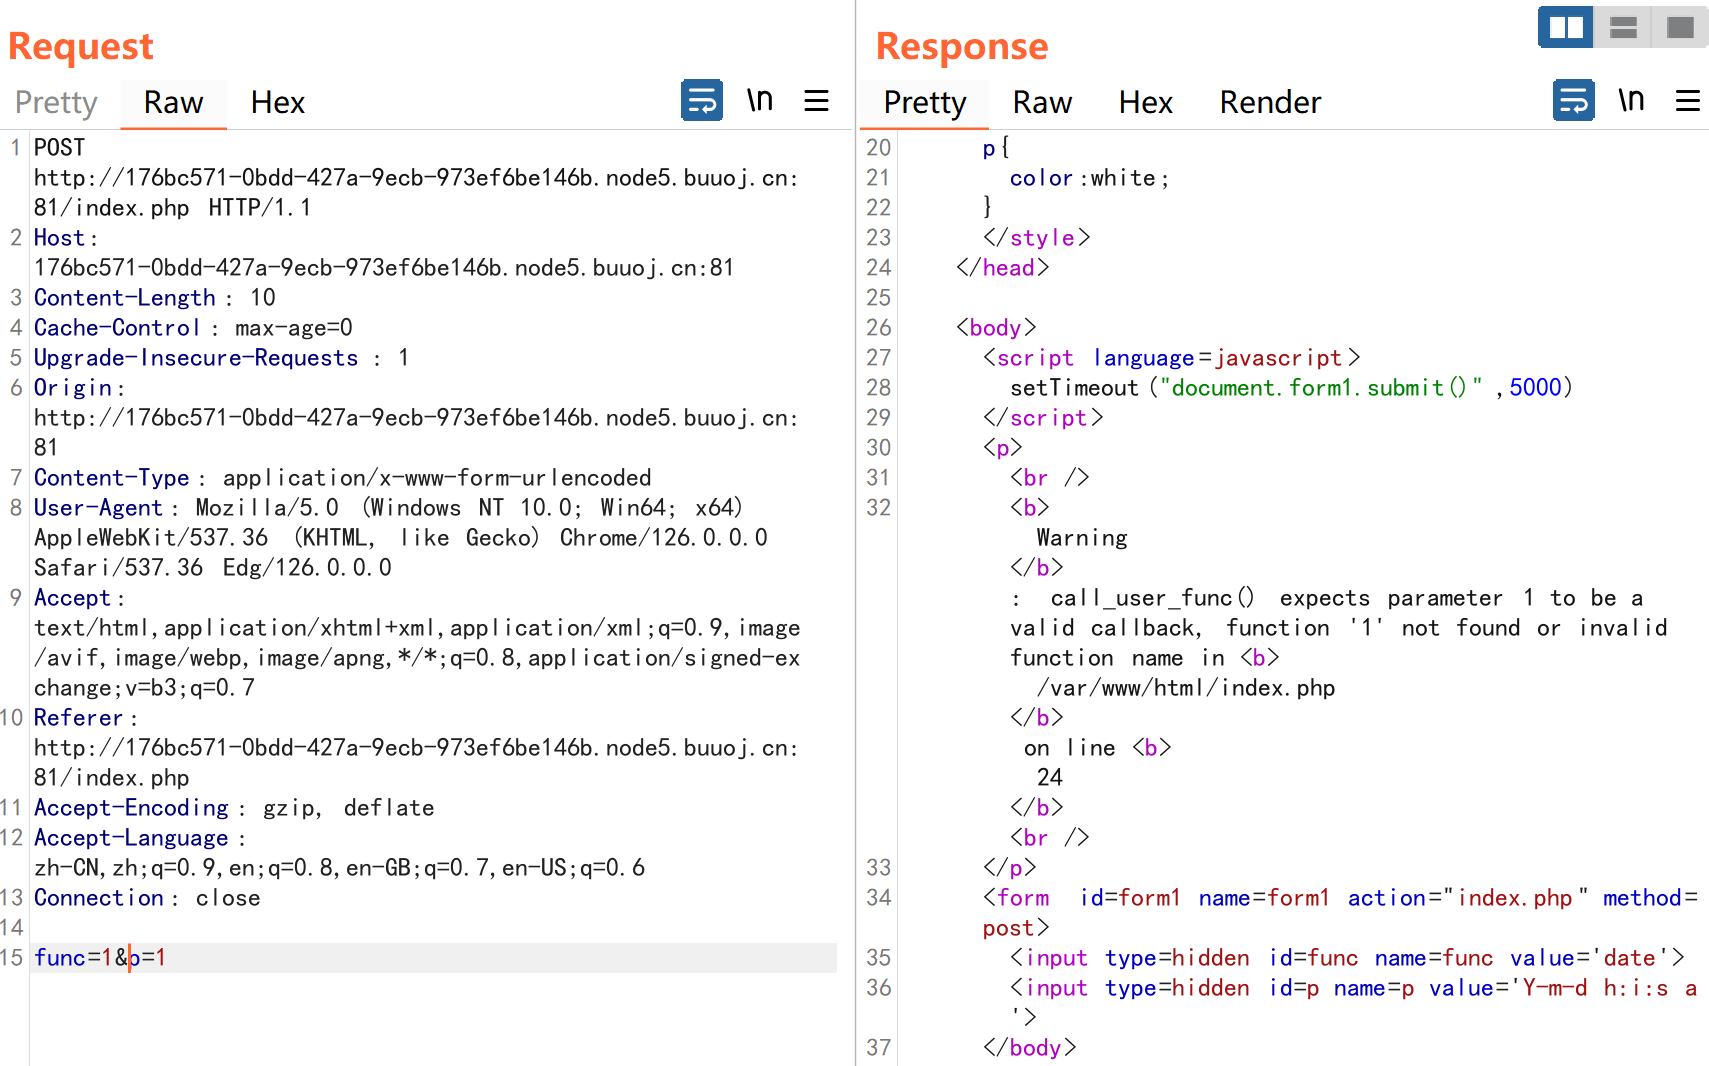 Request
Pretty Raw Hex \n
1 POST
http://176bc571-0bdd-427a-9ecb-973ef6be146b.node5.buuoj.cn:
81/index.php HTTP/1.1
2 Host:
176bc571-0bdd-427a-9ecb-973ef6be146b.node5.buuoj.cn:81
3 Content-Length: 10
4 Cache-Control: max-age=0
5 Upgrade-Insecure-Requests: 1
6 Origin:
http://176bc571-0bdd-427a-9ecb-973ef6be146b.node5.buuoj.cn:
81
7 Content-Type: application/x-www-form-urlencoded
8 User-Agent: Mozilla/5.0 (Windows NT 10.0; Win64; x64)
AppleWebKit/537.36 (KHTML, like Gecko) Chrome/126.0.0.0
Safari/537.36 Edg/126.0.0.0
9 Accept:
text/html,application/xhtml+xml,application/xml;q=0.9,image
/avif,image/webp,image/apng,*/*;q=0.8,application/signed-ex
change;v=b3;q=0.7
10 Referer:
http://176bc571-0bdd-427a-9ecb-973ef6be146b.node5.buuoj.cn:
81/index.php
11 Accept-Encoding: gzip, deflate
12 Accept-Language:
zh-CN,zh;q=0.9,en;q=0.8,en-GB;q=0.7,en-US;q=0.6
13 Connection: close
14
15 func=1&p=1
Response
Pretty Raw Hex Render \n
20 p{
21 color:white;
22 }
23 </style>
24 </head>
25
26 <body>
27 <script language=javascript>
28 setTimeout("document.form1.submit()",5000)
29 </script>
30 <p>
31 <br />
32 <b>
Warning
</b>
: call_user_func() expects parameter 1 to be a
valid callback, function '1' not found or invalid
function name in <b>
/var/www/html/index.php
</b>
on line <b>
24
</b>
<br />
33 </p>
34 <form id=form1 name=form1 action="index.php" method=
post>
35 <input type=hidden id=func name=func value='date'>
36 <input type=hidden id=p name=p value='Y-m-d h:i:s a
'>
37 </body>